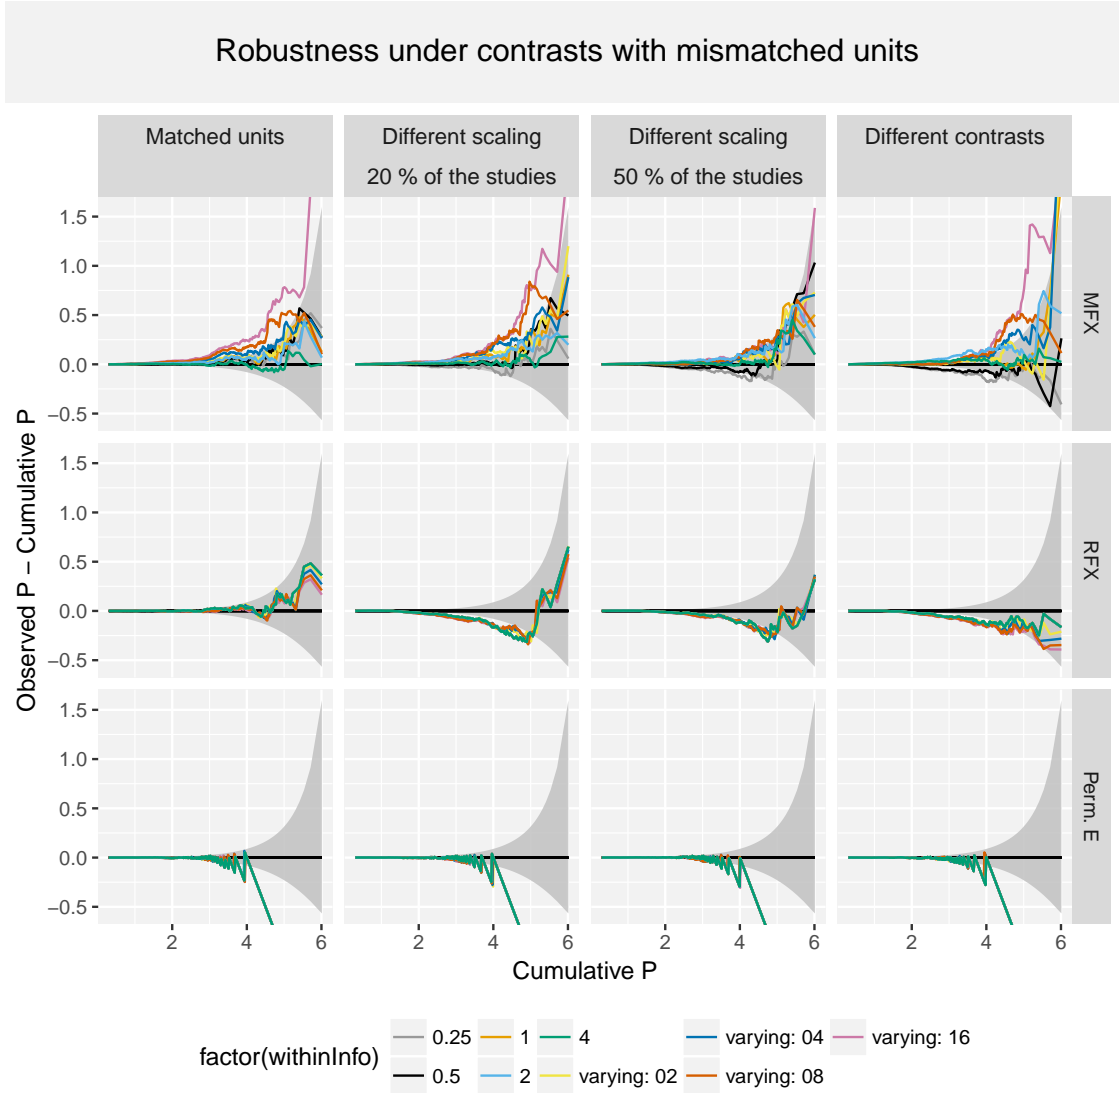 Robustness under contrasts with mismatched units
Matched units
Different scaling
20 % of the studies
Different scaling
50 % of the studies
Different contrasts
Observed P − Cumulative P
1.5
1.0
0.5
0.0
−0.5
MFX
1.5
1.0
0.5
0.0
−0.5
RFX
1.5
1.0
0.5
0.0
−0.5
Perm. E
2 4 6 2 4 6 2 4 6 2 4 6
Cumulative P
factor(withinInfo)
0.25 1 4 varying: 04 varying: 16
0.5 2 varying: 02 varying: 08